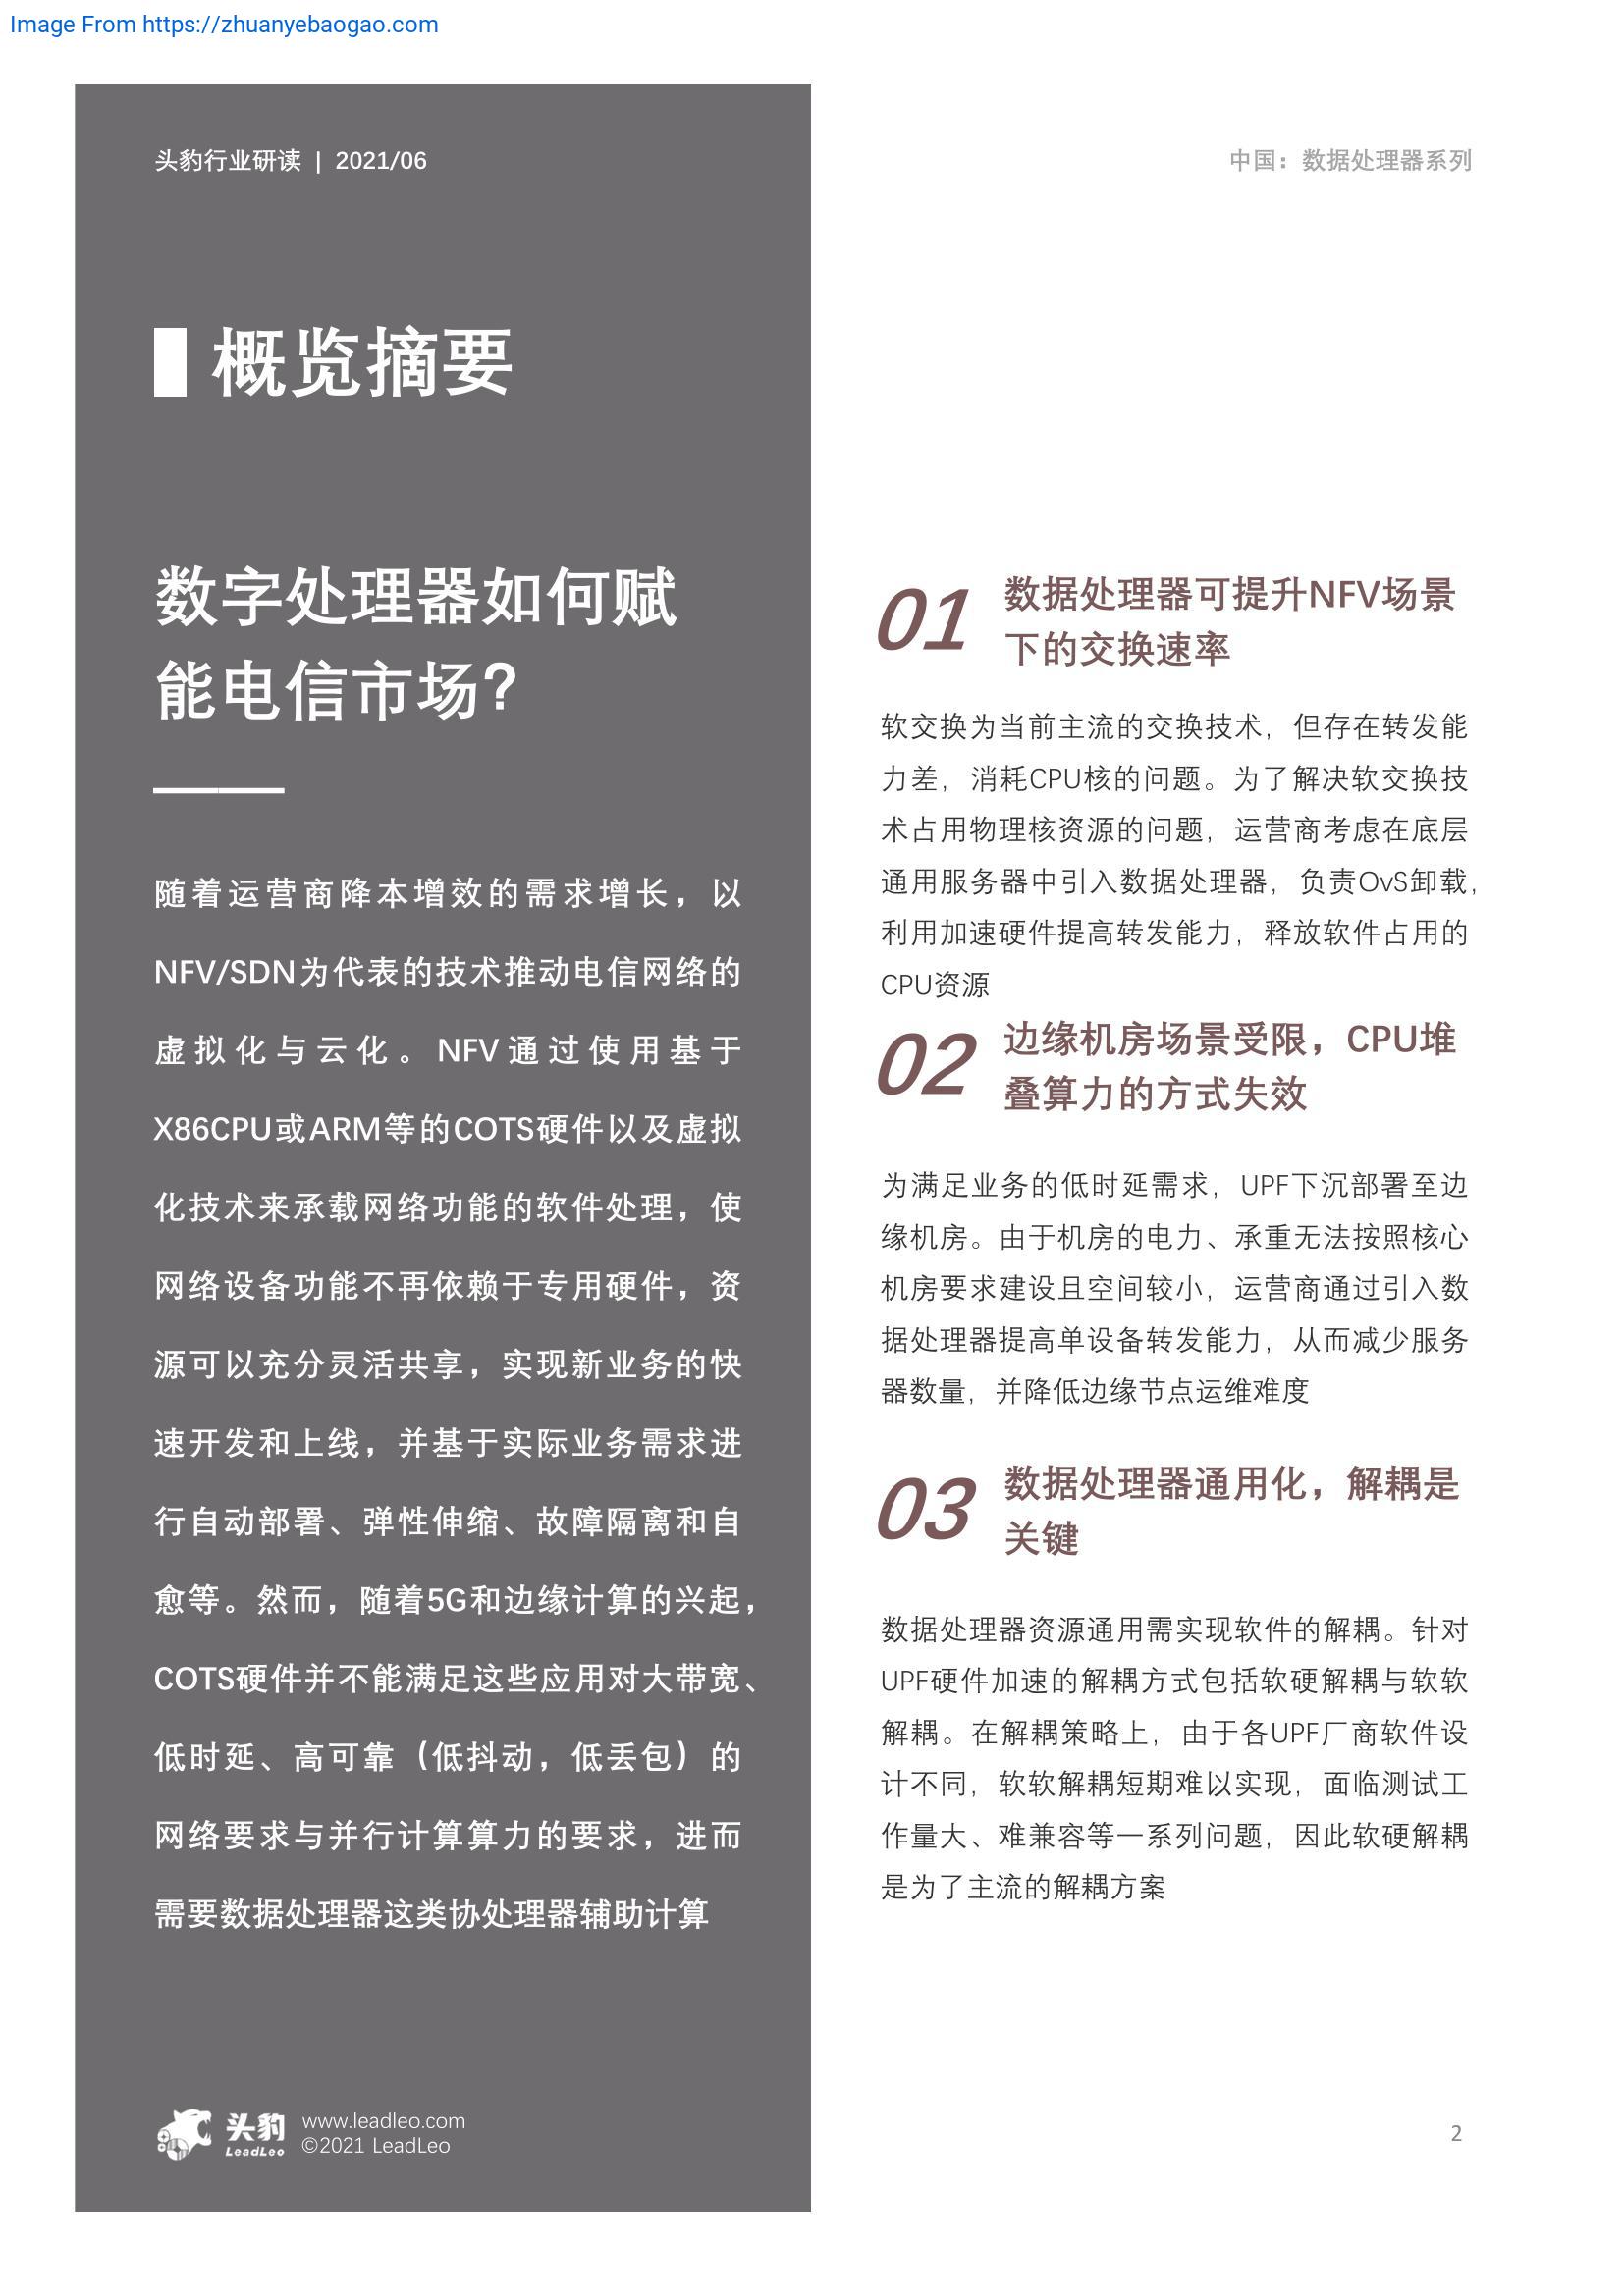 Image From https://zhuanyebaogao.com
头豹行业研读 | 2021/06
中国：数据处理器系列
概览摘要
数字处理器如何赋
能电信市场？
随着运营商降本增效的需求增长，以
NFV/SDN为代表的技术推动电信网络的
虚拟化与云化。NFV通过使用基于
X86CPU或ARM等的COTS硬件以及虚拟
化技术来承载网络功能的软件处理，使
网络设备功能不再依赖于专用硬件，资
源可以充分灵活共享，实现新业务的快
速开发和上线，并基于实际业务需求进
行自动部署、弹性伸缩、故障隔离和自
愈等。然而，随着5G和边缘计算的兴起，
COTS硬件并不能满足这些应用对大带宽、
低时延、高可靠（低抖动，低丢包）的
网络要求与并行计算算力的要求，进而
需要数据处理器这类协处理器辅助计算
01
数据处理器可提升NFV场景
下的交换速率
软交换为当前主流的交换技术，但存在转发能
力差，消耗CPU核的问题。为了解决软交换技
术占用物理核资源的问题，运营商考虑在底层
通用服务器中引入数据处理器，负责OvS卸载，
利用加速硬件提高转发能力，释放软件占用的
CPU资源
02
边缘机房场景受限，CPU堆
叠算力的方式失效
为满足业务的低时延需求，UPF下沉部署至边
缘机房。由于机房的电力、承重无法按照核心
机房要求建设且空间较小，运营商通过引入数
据处理器提高单设备转发能力，从而减少服务
器数量，并降低边缘节点运维难度
03
数据处理器通用化，解耦是
关键
数据处理器资源通用需实现软件的解耦。针对
UPF硬件加速的解耦方式包括软硬解耦与软软
解耦。在解耦策略上，由于各UPF厂商软件设
计不同，软软解耦短期难以实现，面临测试工
作量大、难兼容等一系列问题，因此软硬解耦
是为了主流的解耦方案
头豹
LeadLeo
www.leadleo.com
©2021 LeadLeo
2